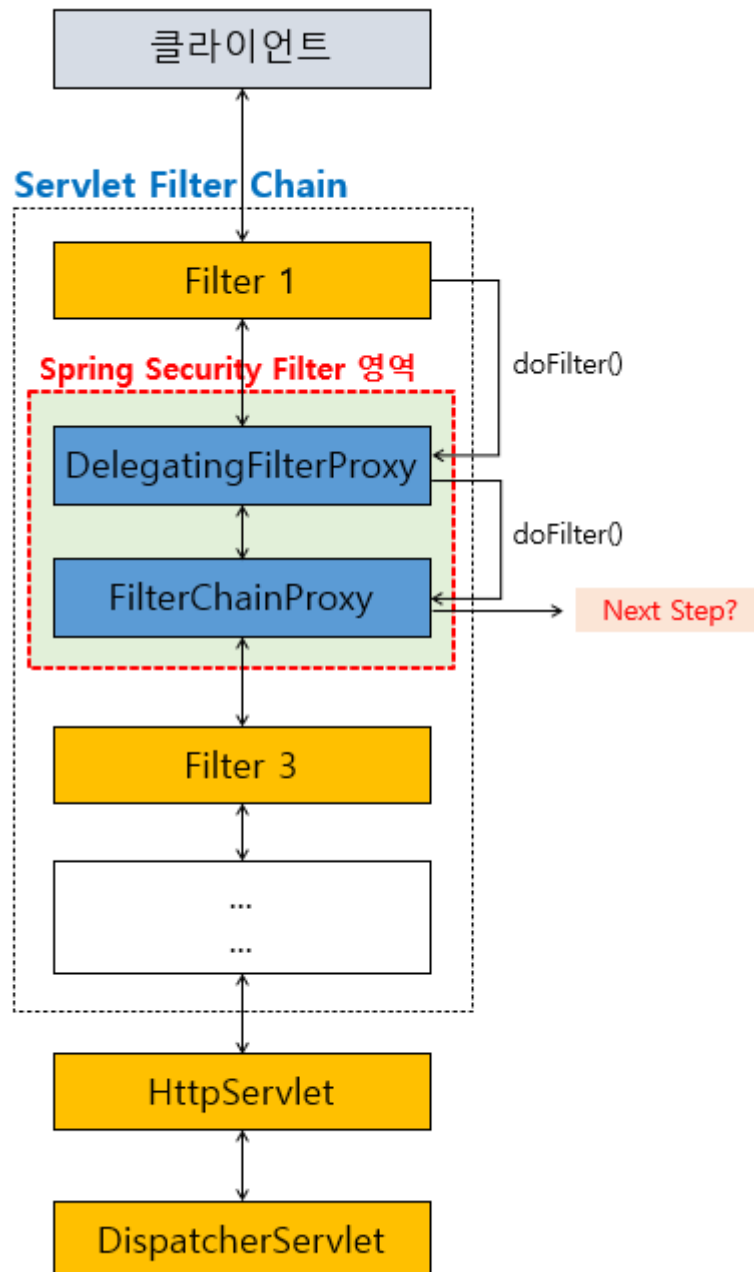 클라이언트
Servlet Filter Chain
Filter 1
doFilter()
Spring Security Filter 영역
DelegatingFilterProxy
doFilter()
FilterChainProxy
Next Step?
Filter 3
...
...
HttpServlet
DispatcherServlet